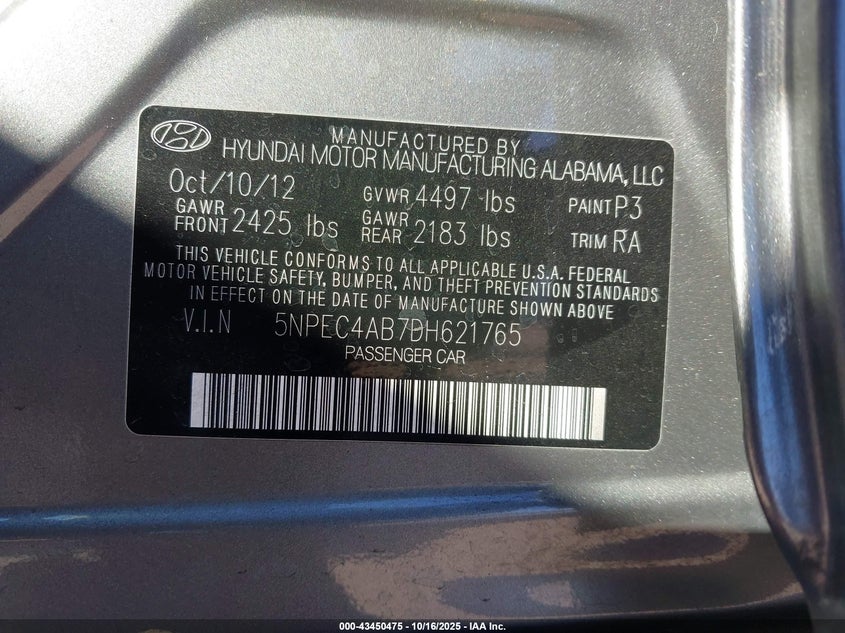 MANUFACTURED BY
HYUNDAI MOTOR MANUFACTURING ALABAMA, LLC
Oct/10/12 GVWR 4497 lbs PAINT P3
GAWR FRONT 2425 lbs GAWR REAR 2183 lbs TRIM RA
THIS VEHICLE CONFORMS TO ALL APPLICABLE U.S.A. FEDERAL
MOTOR VEHICLE SAFETY, BUMPER, AND THEFT PREVENTION STANDARDS
IN EFFECT ON THE DATE OF MANUFACTURE SHOWN ABOVE
V.I.N 5NPEC4AB7DH621765
PASSENGER CAR
000-43450475 - 10/16/2025 - IAA Inc.